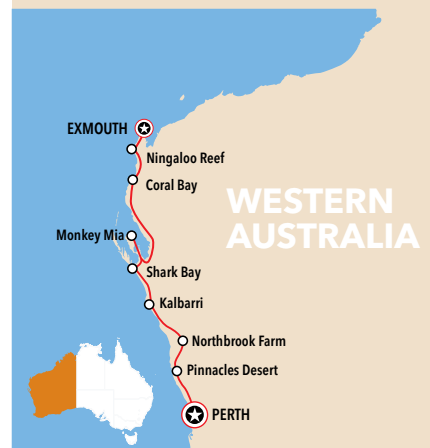 EXMOUTH
Ningaloo Reef
Coral Bay
WESTERN
AUSTRALIA
Monkey Mia
Shark Bay
Kalbarri
Northbrook Farm
Pinnacles Desert
PERTH